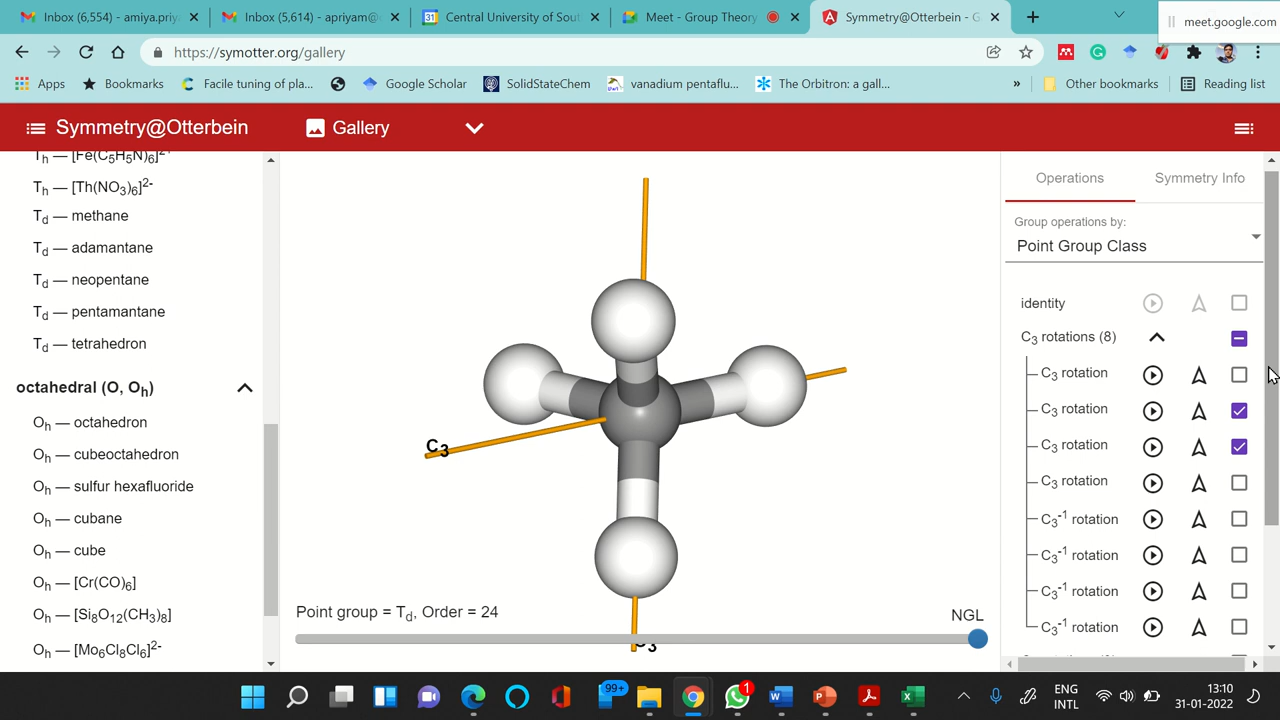 Inbox (6,554) - amiya.priy
Inbox (5,614) - apriyam@
31
Central University of Sout
Meet - Group Theory
Symmetry@Otterbein - G
meet.google.com
https://symotter.org/gallery
Apps
Bookmarks
Facile tuning of pla...
Google Scholar
SolidStateChem
vanadium pentaflu...
The Orbitron: a gall...
»
Other bookmarks
Reading list
Symmetry@Otterbein
Gallery
Th — [Fe(C5H5N)6]2+
Th — [Th(NO3)6]2-
Td — methane
Td — adamantane
Td — neopentane
Td — pentamantane
Td — tetrahedron
octahedral (O, Oh)
Oh — octahedron
Oh — cubeoctahedron
Oh — sulfur hexafluoride
Oh — cubane
Oh — cube
Oh — [Cr(CO)6]
Oh — [Si8O12(CH3)8]
Oh — [Mo6Cl8Cl6]2-
C3
C3
Point group = Td, Order = 24
NGL
Operations
Symmetry Info
Group operations by:
Point Group Class
identity
C3 rotations (8)
C3 rotation
C3 rotation
C3 rotation
C3 rotation
C3-1 rotation
C3-1 rotation
C3-1 rotation
C3-1 rotation
99+
1
ENG
INTL
13:10
31-01-2022